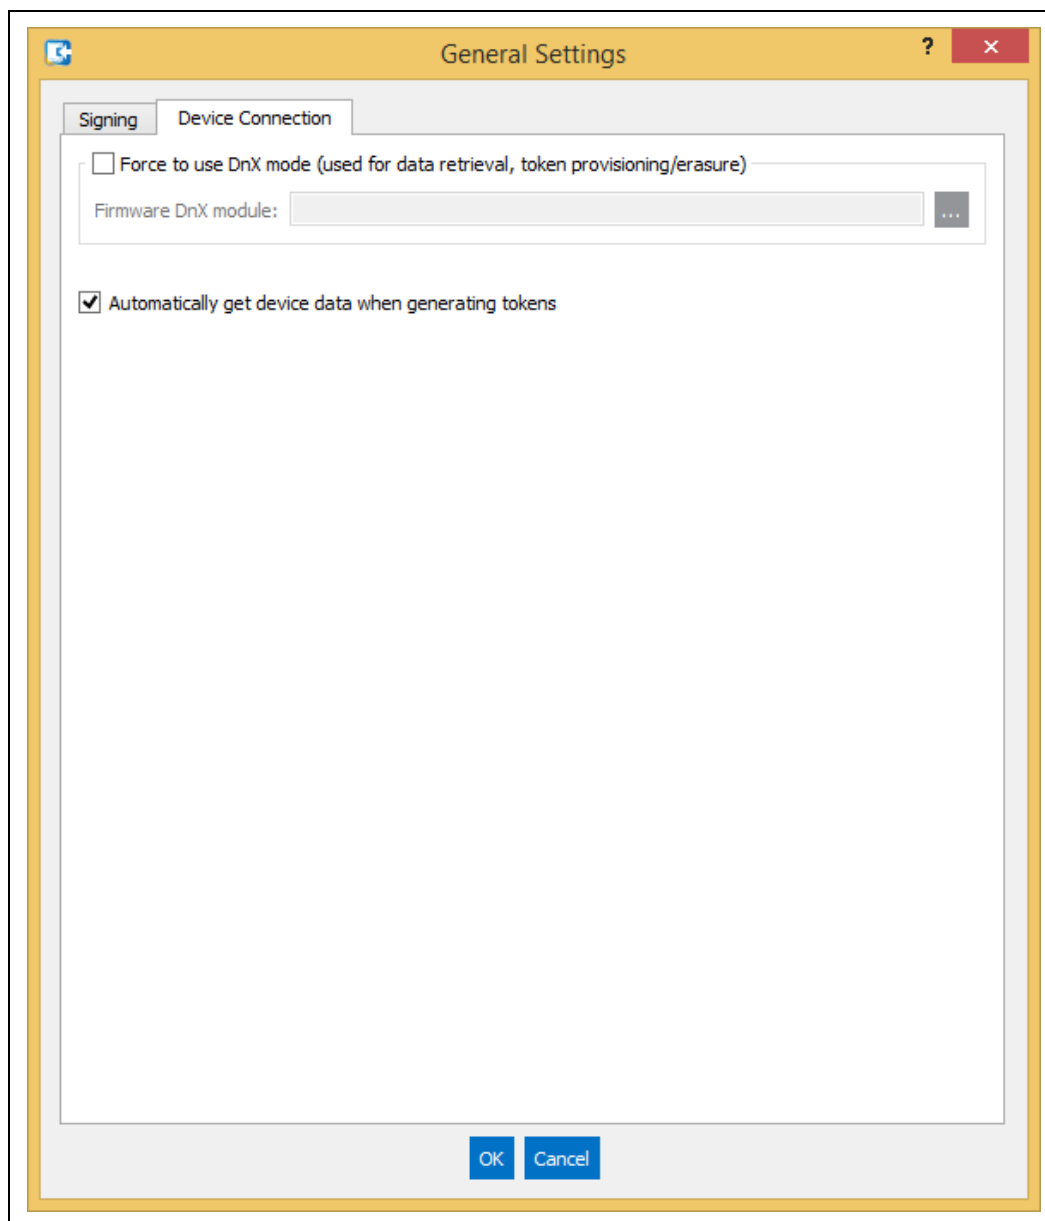 General Settings
?
Signing
Device Connection
Force to use DnX mode (used for data retrieval, token provisioning/erasure)
Firmware DnX module:
...
Automatically get device data when generating tokens
OK
Cancel